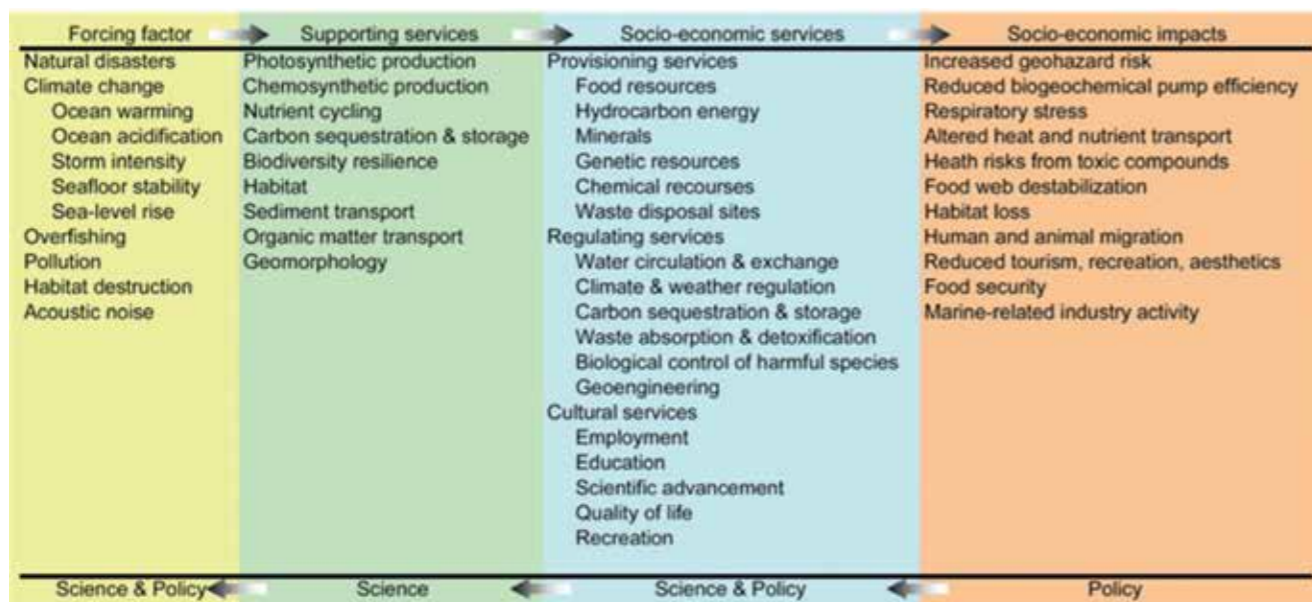 Forcing factor
Supporting services
Socio-economic services
Socio-economic impacts
Natural disasters
Climate change
Ocean warming
Ocean acidification
Storm intensity
Seafloor stability
Sea-level rise
Overfishing
Pollution
Habitat destruction
Acoustic noise
Photosynthetic production
Chemosynthetic production
Nutrient cycling
Carbon sequestration & storage
Biodiversity resilience
Habitat
Sediment transport
Organic matter transport
Geomorphology
Provisioning services
Food resources
Hydrocarbon energy
Minerals
Genetic resources
Chemical recourses
Waste disposal sites
Regulating services
Water circulation & exchange
Climate & weather regulation
Carbon sequestration & storage
Waste absorption & detoxification
Biological control of harmful species
Geoengineering
Cultural services
Employment
Education
Scientific advancement
Quality of life
Recreation
Increased geohazard risk
Reduced biogeochemical pump efficiency
Respiratory stress
Altered heat and nutrient transport
Heath risks from toxic compounds
Food web destabilization
Habitat loss
Human and animal migration
Reduced tourism, recreation, aesthetics
Food security
Marine-related industry activity
Science & Policy
Science
Science & Policy
Policy